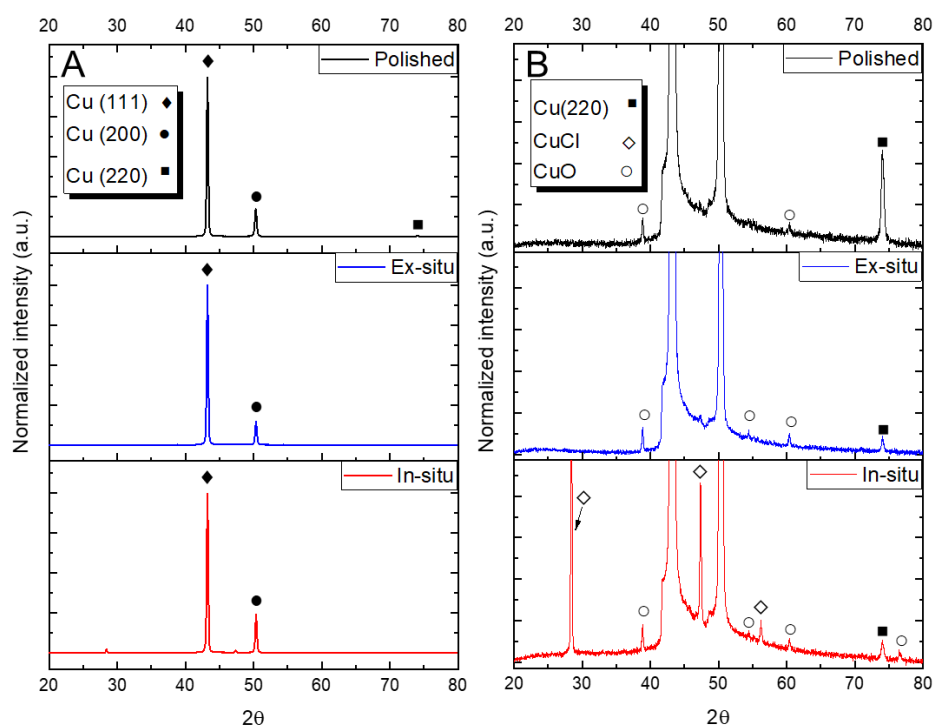 20 30 40 50 60 70 80
20 30 40 50 60 70 80
A
Polished
Cu (111)
Cu (200)
Cu (220)
B
Polished
Cu(220)
CuCl
CuO
Normalized intensity (a.u.)
Normalized intensity (a.u.)
Ex-situ
Ex-situ
In-situ
In-situ
20 30 40 50 60 70 80
20 30 40 50 60 70 80
2θ
2θ